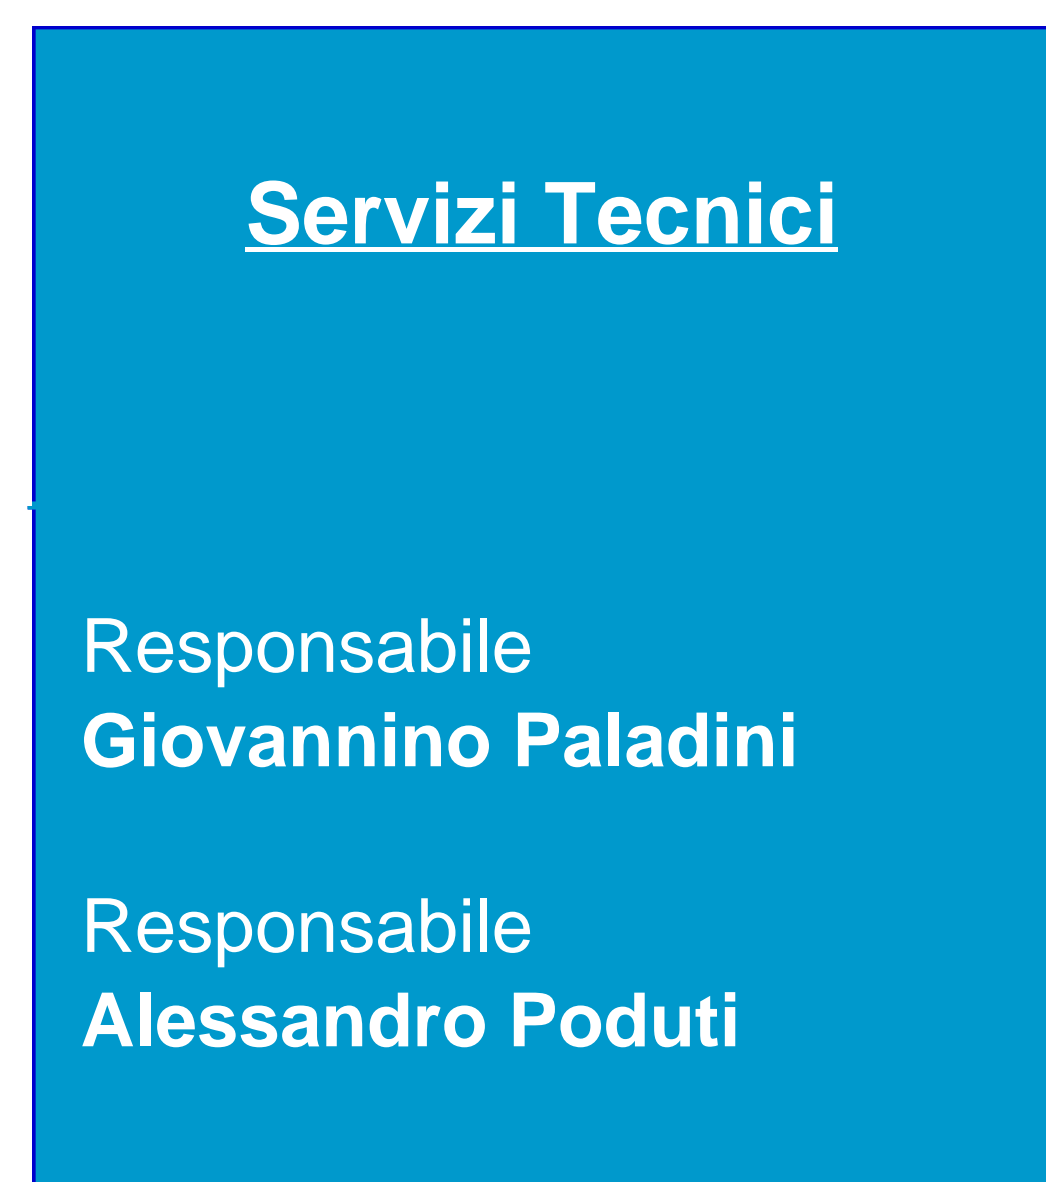 Servizi Tecnici
Responsabile
Giovannino Paladini
Responsabile
Alessandro Poduti